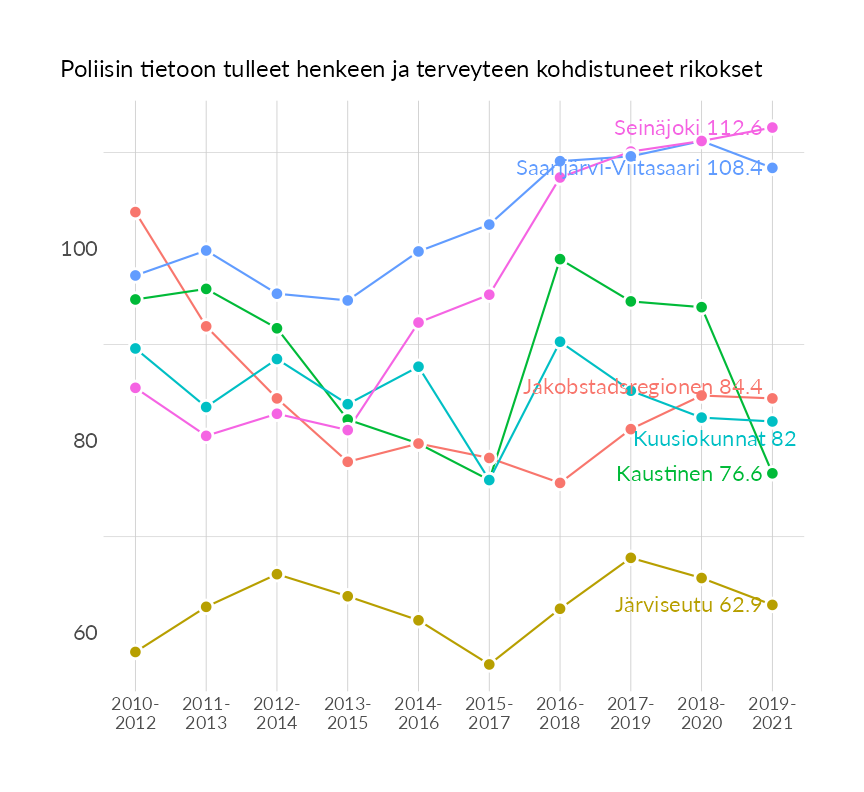 Poliisin tietoon tulleet henkeen ja terveyteen kohdistuneet rikokset
Seinäjoki 112.6
Saarijärvi-Viitasaari 108.4
100
Jakobstadsregionen 84.4
80
Kuusiokunnat 82
Kaustinen 76.6
Järviseutu 62.9
60
2010- 2011- 2012- 2013- 2014- 2015- 2016- 2017- 2018- 2019-
2012 2013 2014 2015 2016 2017 2018 2019 2020 2021